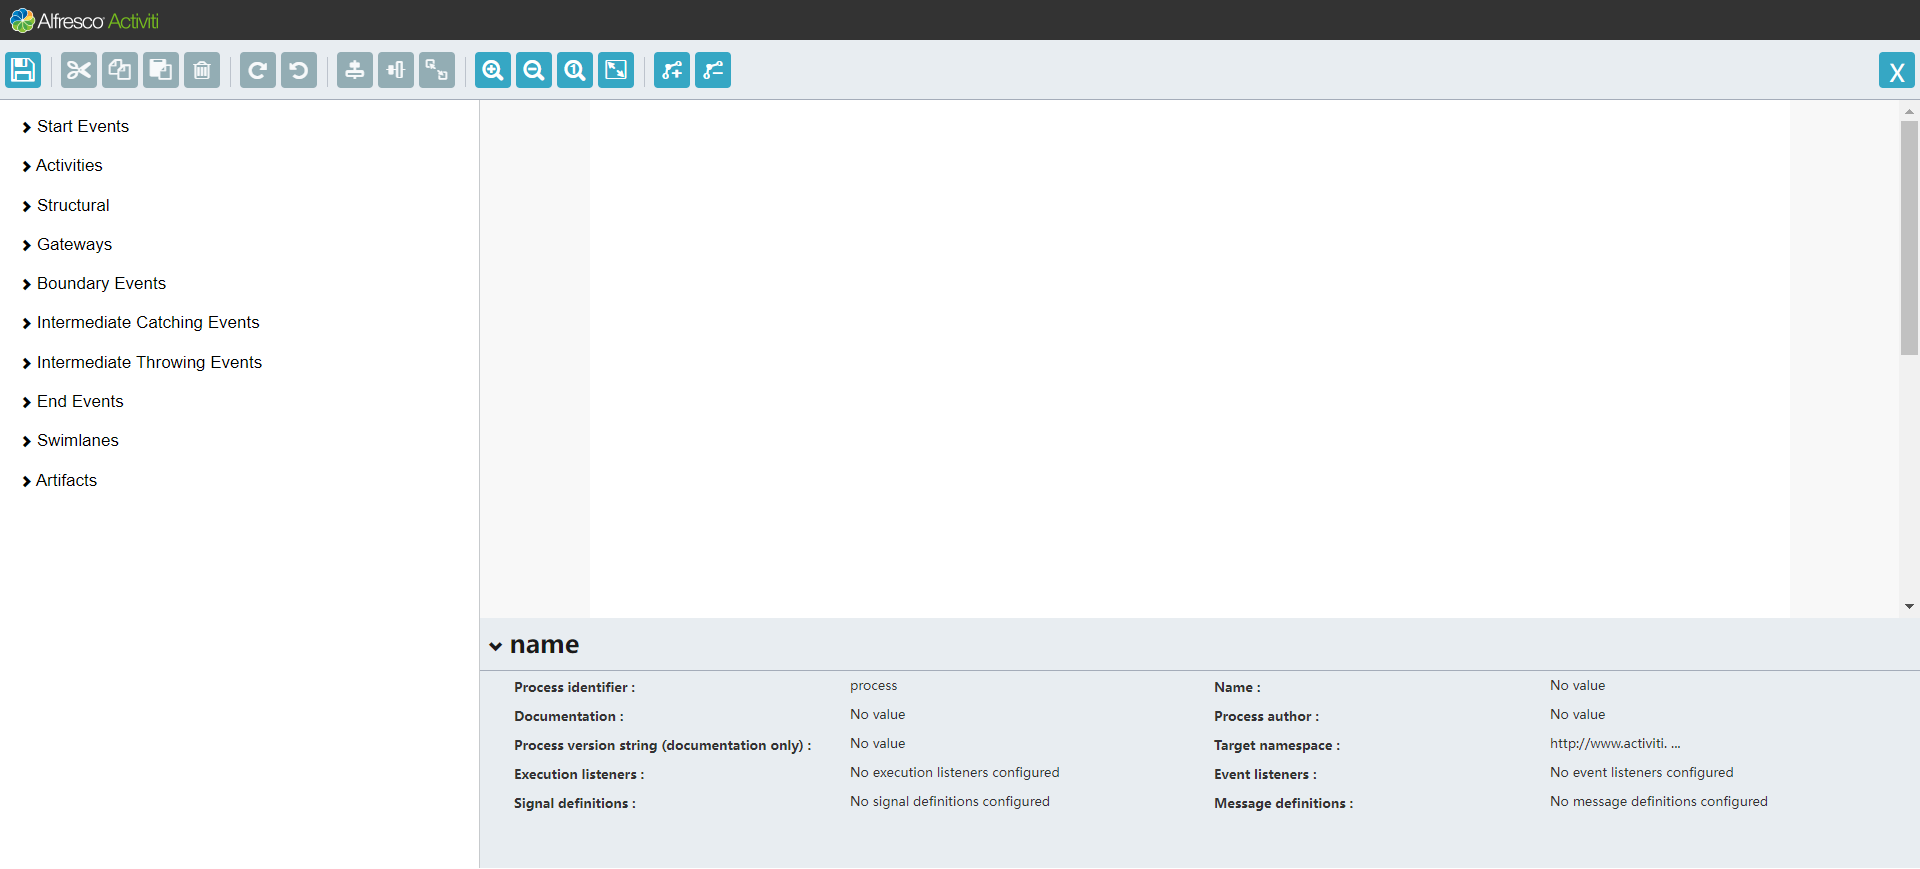 Alfresco Activiti
X
Start Events
Activities
Structural
Gateways
Boundary Events
Intermediate Catching Events
Intermediate Throwing Events
End Events
Swimlanes
Artifacts
name
Process identifier : process Name : No value
Documentation : No value Process author : No value
Process version string (documentation only) : No value Target namespace : http://www.activiti. ...
Execution listeners : No execution listeners configured Event listeners : No event listeners configured
Signal definitions : No signal definitions configured Message definitions : No message definitions configured